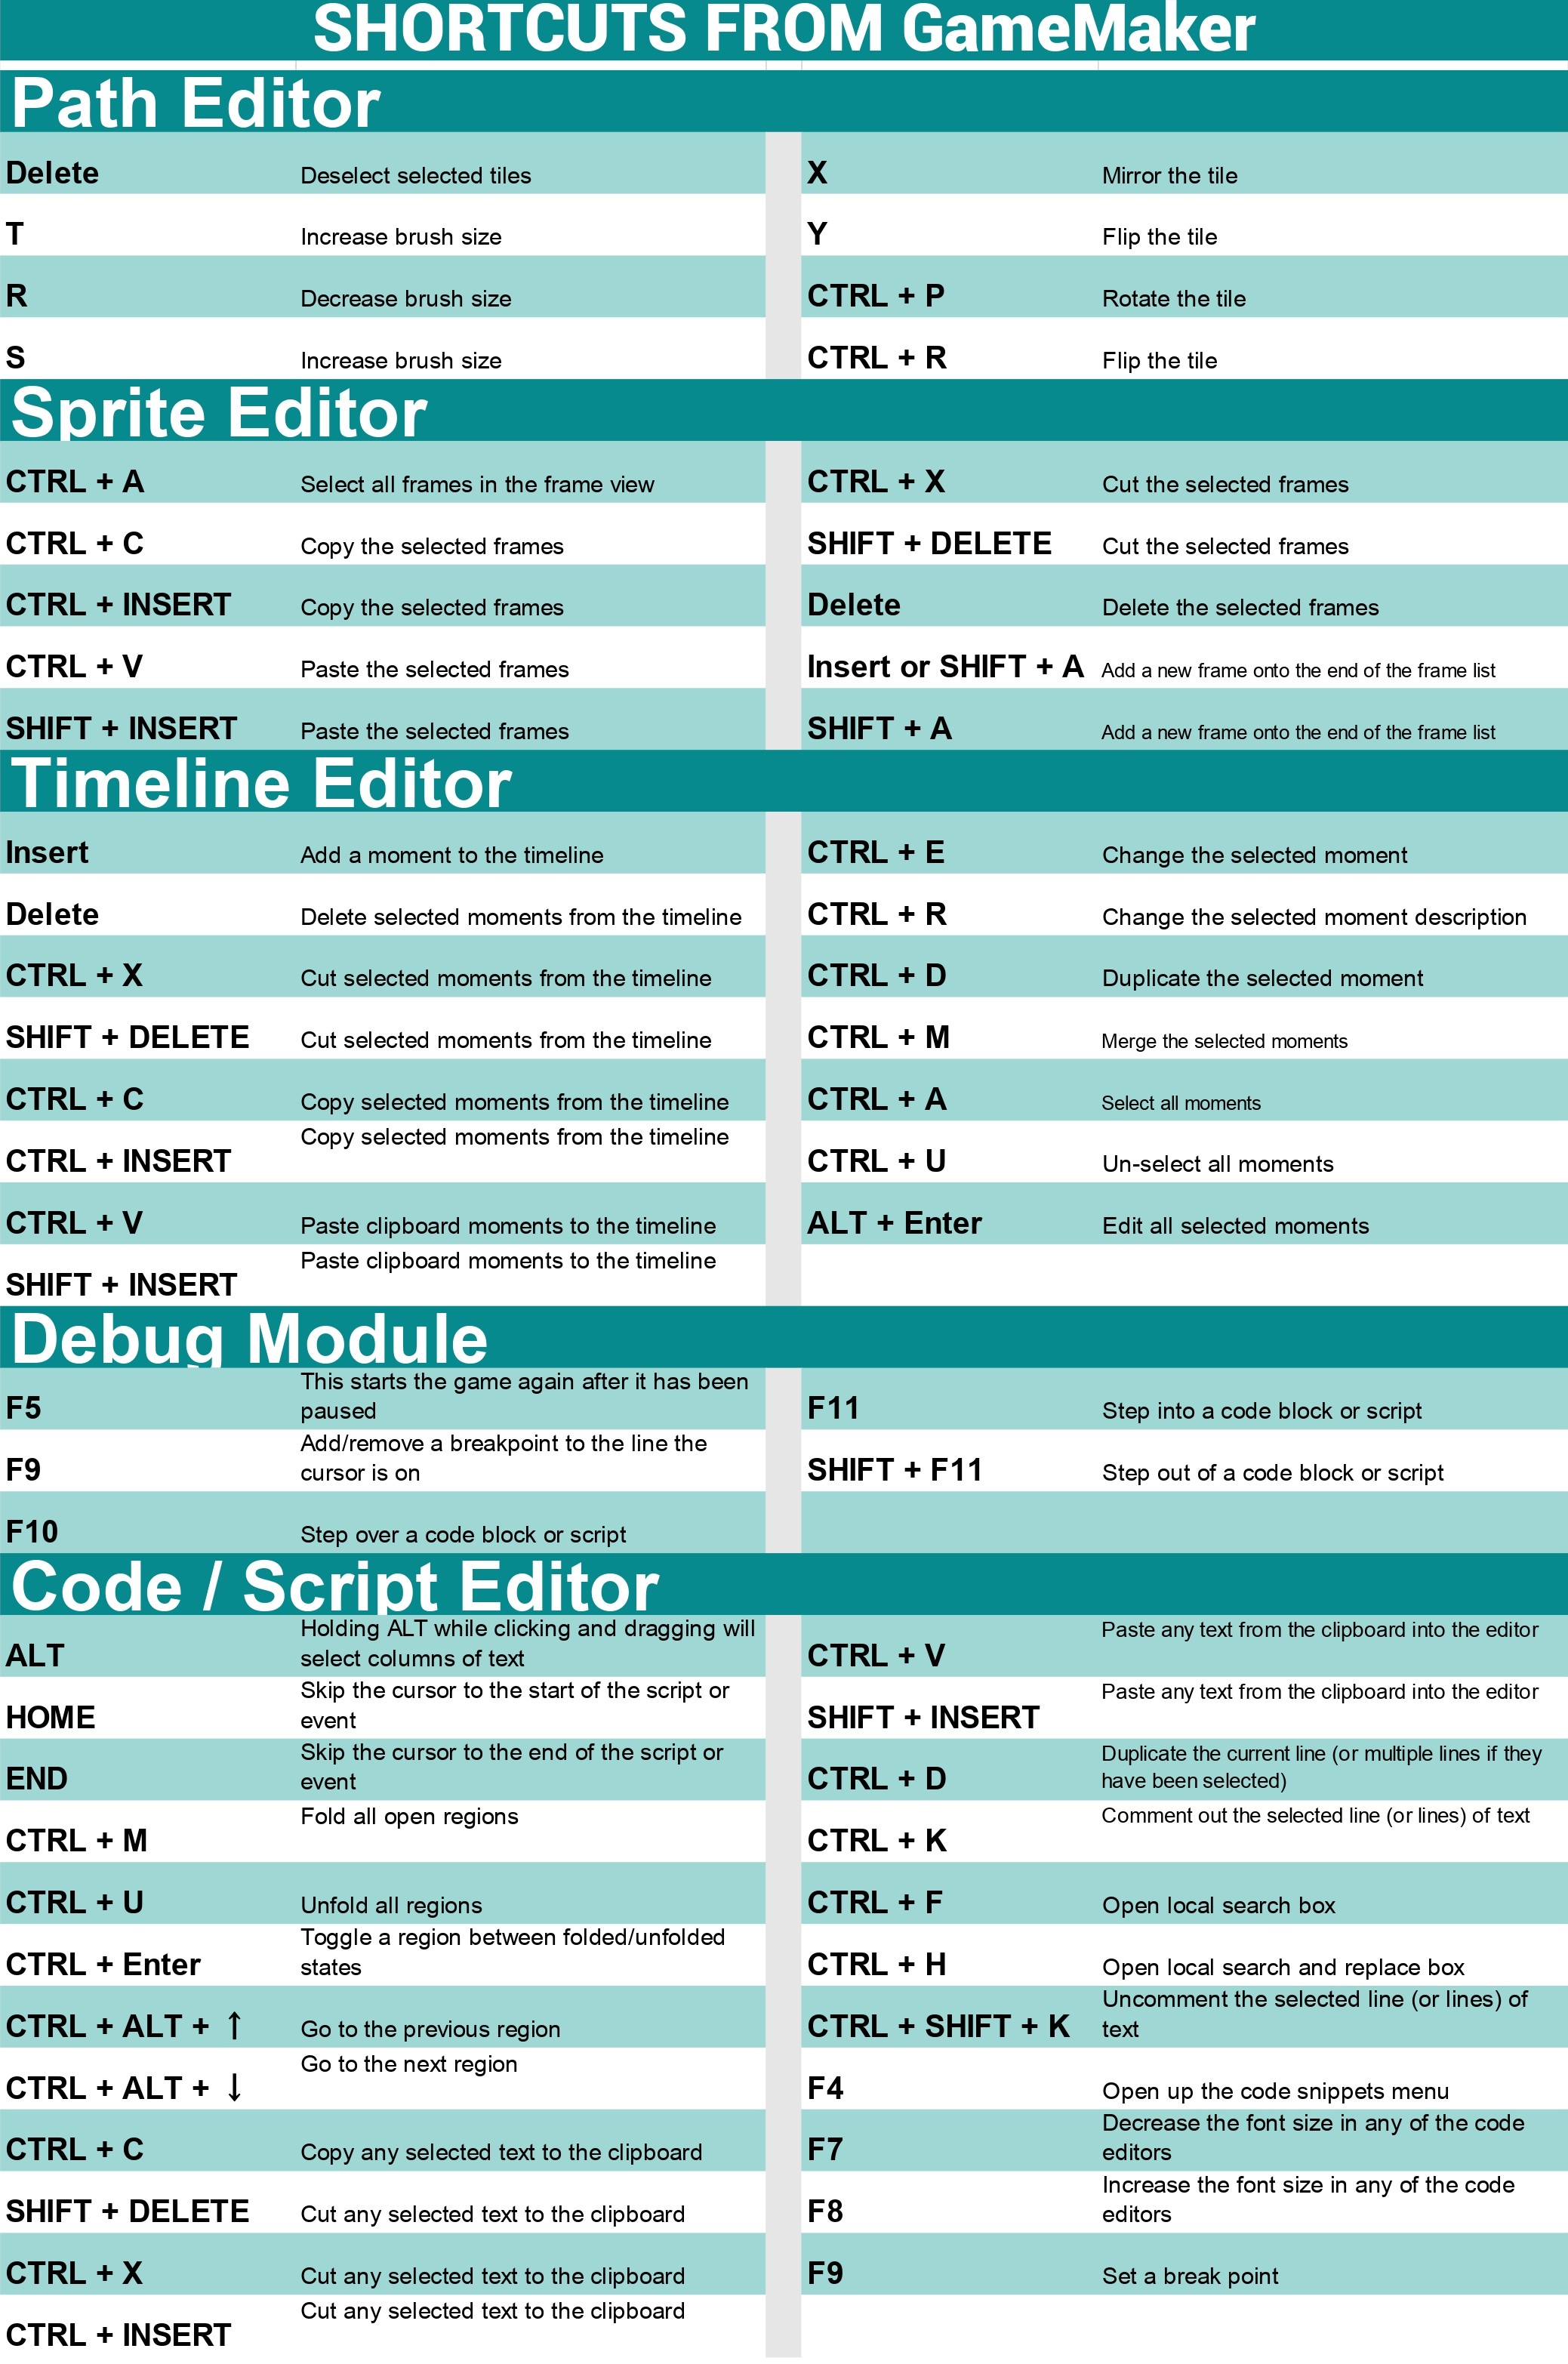 SHORTCUTS FROM GameMaker
Path Editor
Delete Deselect selected tiles X Mirror the tile
T Increase brush size Y Flip the tile
R Decrease brush size CTRL + P Rotate the tile
S Increase brush size CTRL + R Flip the tile
Sprite Editor
CTRL + A Select all frames in the frame view CTRL + X Cut the selected frames
CTRL + C Copy the selected frames SHIFT + DELETE Cut the selected frames
CTRL + INSERT Copy the selected frames Delete Delete the selected frames
CTRL + V Paste the selected frames Insert or SHIFT + A Add a new frame onto the end of the frame list
SHIFT + INSERT Paste the selected frames SHIFT + A Add a new frame onto the end of the frame list
Timeline Editor
Insert Add a moment to the timeline CTRL + E Change the selected moment
Delete Delete selected moments from the timeline CTRL + R Change the selected moment description
CTRL + X Cut selected moments from the timeline CTRL + D Duplicate the selected moment
SHIFT + DELETE Cut selected moments from the timeline CTRL + M Merge the selected moments
CTRL + C Copy selected moments from the timeline CTRL + A Select all moments
CTRL + INSERT Copy selected moments from the timeline CTRL + U Un-select all moments
CTRL + V Paste clipboard moments to the timeline ALT + Enter Edit all selected moments
SHIFT + INSERT Paste clipboard moments to the timeline
Debug Module
F5 This starts the game again after it has been
paused F11 Step into a code block or script
F9 Add/remove a breakpoint to the line the
cursor is on SHIFT + F11 Step out of a code block or script
F10 Step over a code block or script
Code / Script Editor
ALT Holding ALT while clicking and dragging will
select columns of text CTRL + V Paste any text from the clipboard into the editor
HOME Skip the cursor to the start of the script or
event SHIFT + INSERT Paste any text from the clipboard into the editor
END Skip the cursor to the end of the script or
event CTRL + D Duplicate the current line (or multiple lines if they
have been selected)
CTRL + M Fold all open regions CTRL + K Comment out the selected line (or lines) of text
CTRL + U Unfold all regions CTRL + F Open local search box
CTRL + Enter Toggle a region between folded/unfolded
states CTRL + H Open local search and replace box
CTRL + ALT + ↑ Go to the previous region CTRL + SHIFT + K Uncomment the selected line (or lines) of
text
CTRL + ALT + ↓ Go to the next region F4 Open up the code snippets menu
CTRL + C Copy any selected text to the clipboard F7 Decrease the font size in any of the code
editors
SHIFT + DELETE Cut any selected text to the clipboard F8 Increase the font size in any of the code
editors
CTRL + X Cut any selected text to the clipboard F9 Set a break point
CTRL + INSERT Cut any selected text to the clipboard